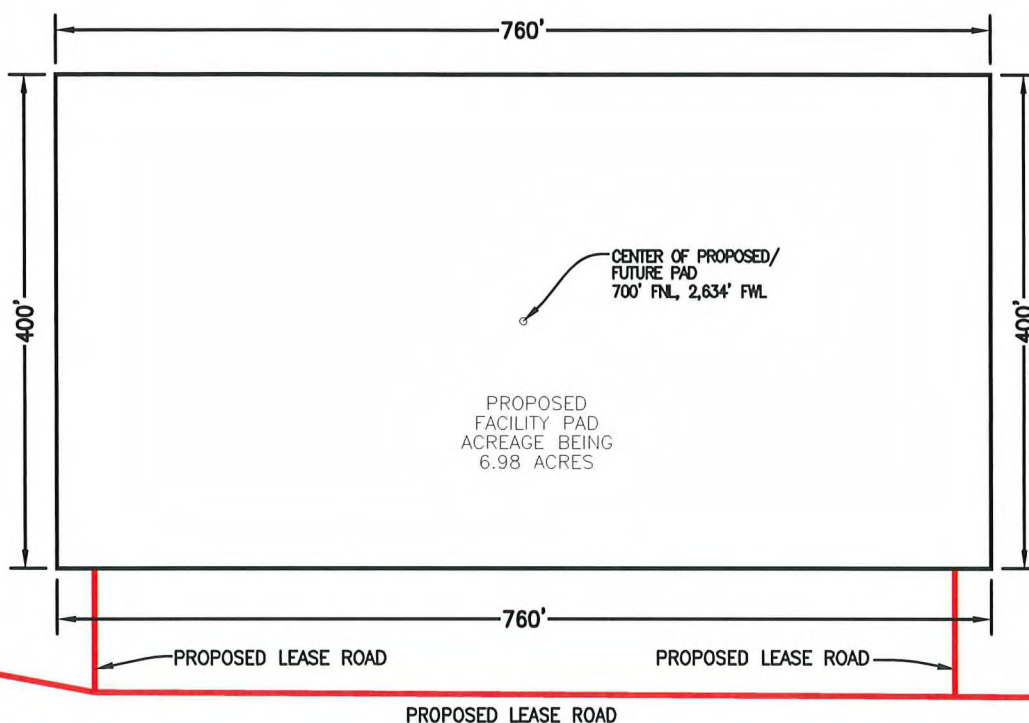 760'
400'
400'
CENTER OF PROPOSED/
FUTURE PAD
700' FNL, 2,634' FWL
PROPOSED
FACILITY PAD
ACREAGE BEING
6.98 ACRES
760'
PROPOSED LEASE ROAD
PROPOSED LEASE ROAD
PROPOSED LEASE ROAD